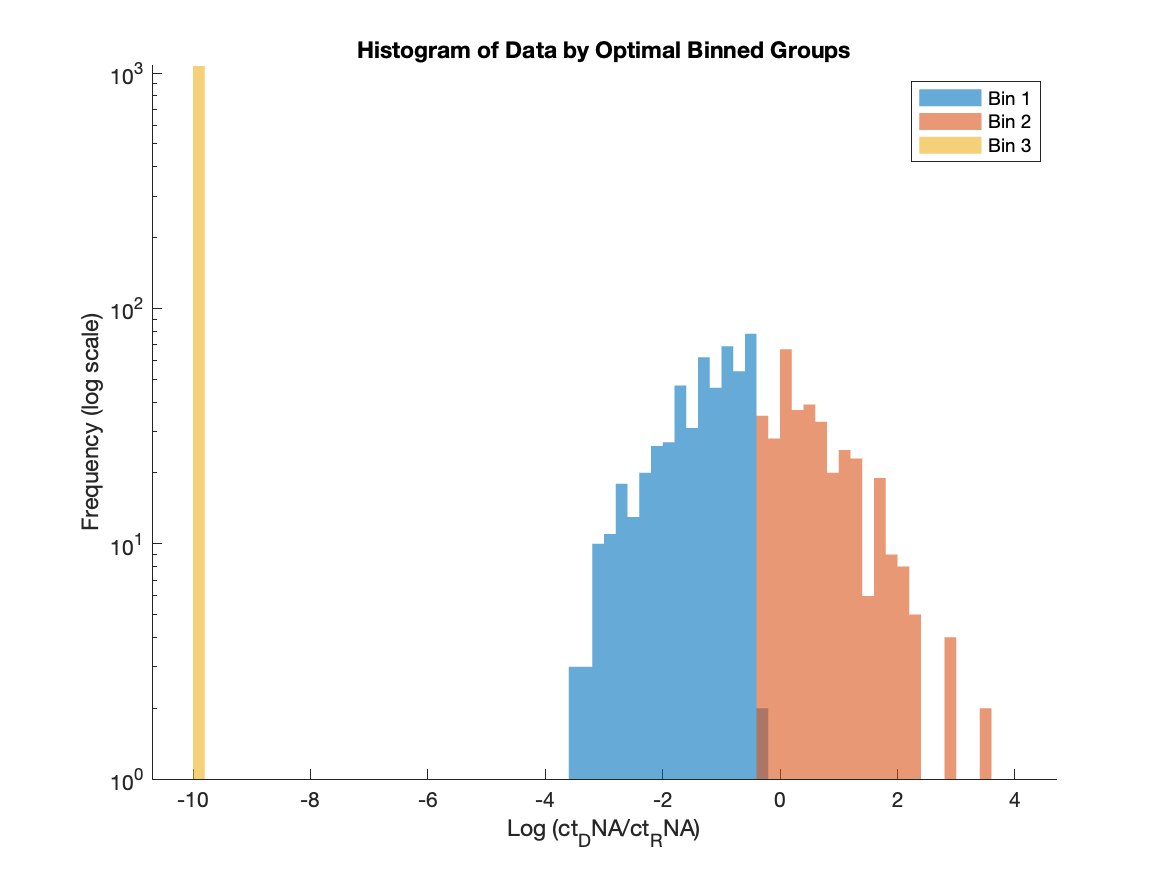 Histogram of Data by Optimal Binned Groups
Bin 1
Bin 2
Bin 3
Frequency (log scale)
10³
10²
10¹
10⁰
-10 -8 -6 -4 -2 0 2 4
Log (ct_DNA/ct_RNA)